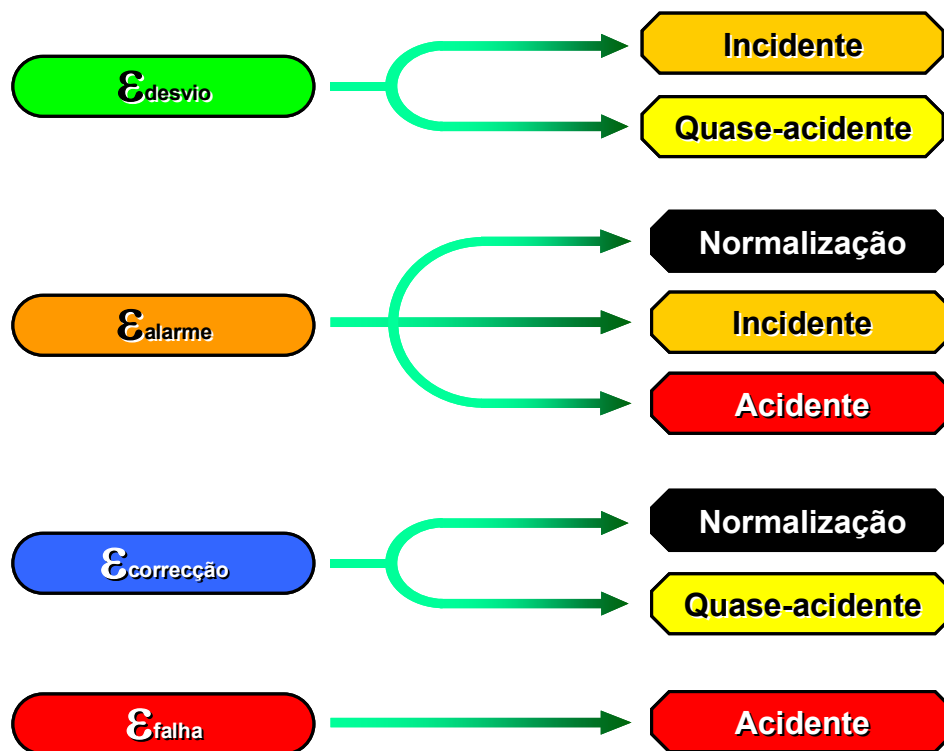 εdesvio
Incidente
Quase-acidente
εalarme
Normalização
Incidente
Acidente
εcorrecção
Normalização
Quase-acidente
εfalha
Acidente